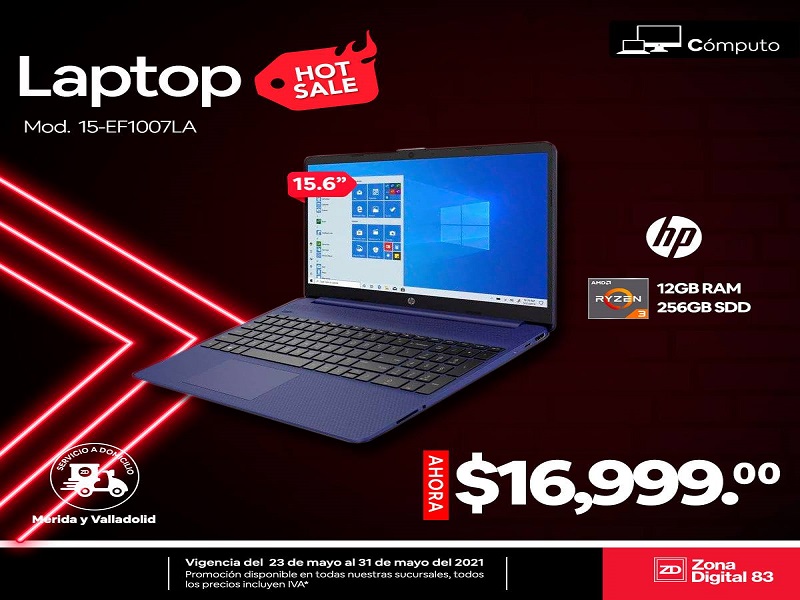 Cómputo
Laptop
HOT
SALE
Mod. 15-EF1007LA
15.6”
hp
hp
AMD
RYZEN
3
12GB RAM
256GB SDD
SERVICIO A DOMICILIO
ZD
Mérida y Valladolid
AHORA
$16,999.00
Vigencia del 23 de mayo al 31 de mayo del 2021
Promoción disponible en todas nuestras sucursales, todos
los precios incluyen IVA*
ZD
Zona
Digital 83